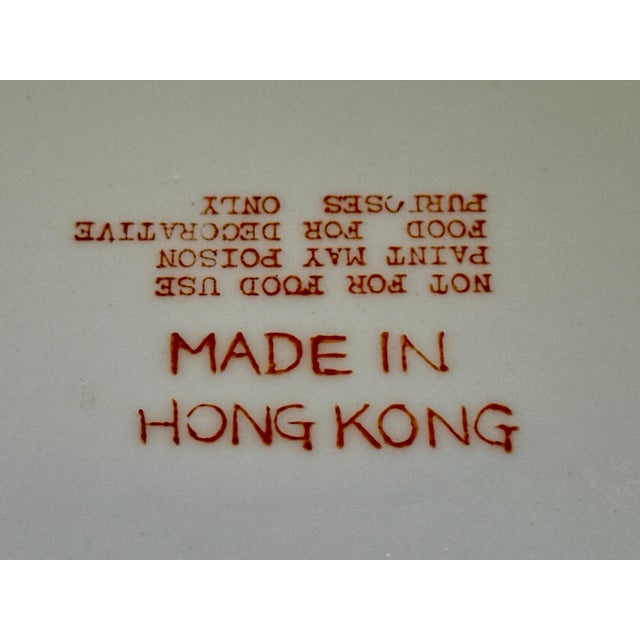 NOT FOR FOOD USE
PAINT MAY POISON
FOOD FOR DECORATIVE
PURPOSES ONLY
MADE IN
HONG KONG